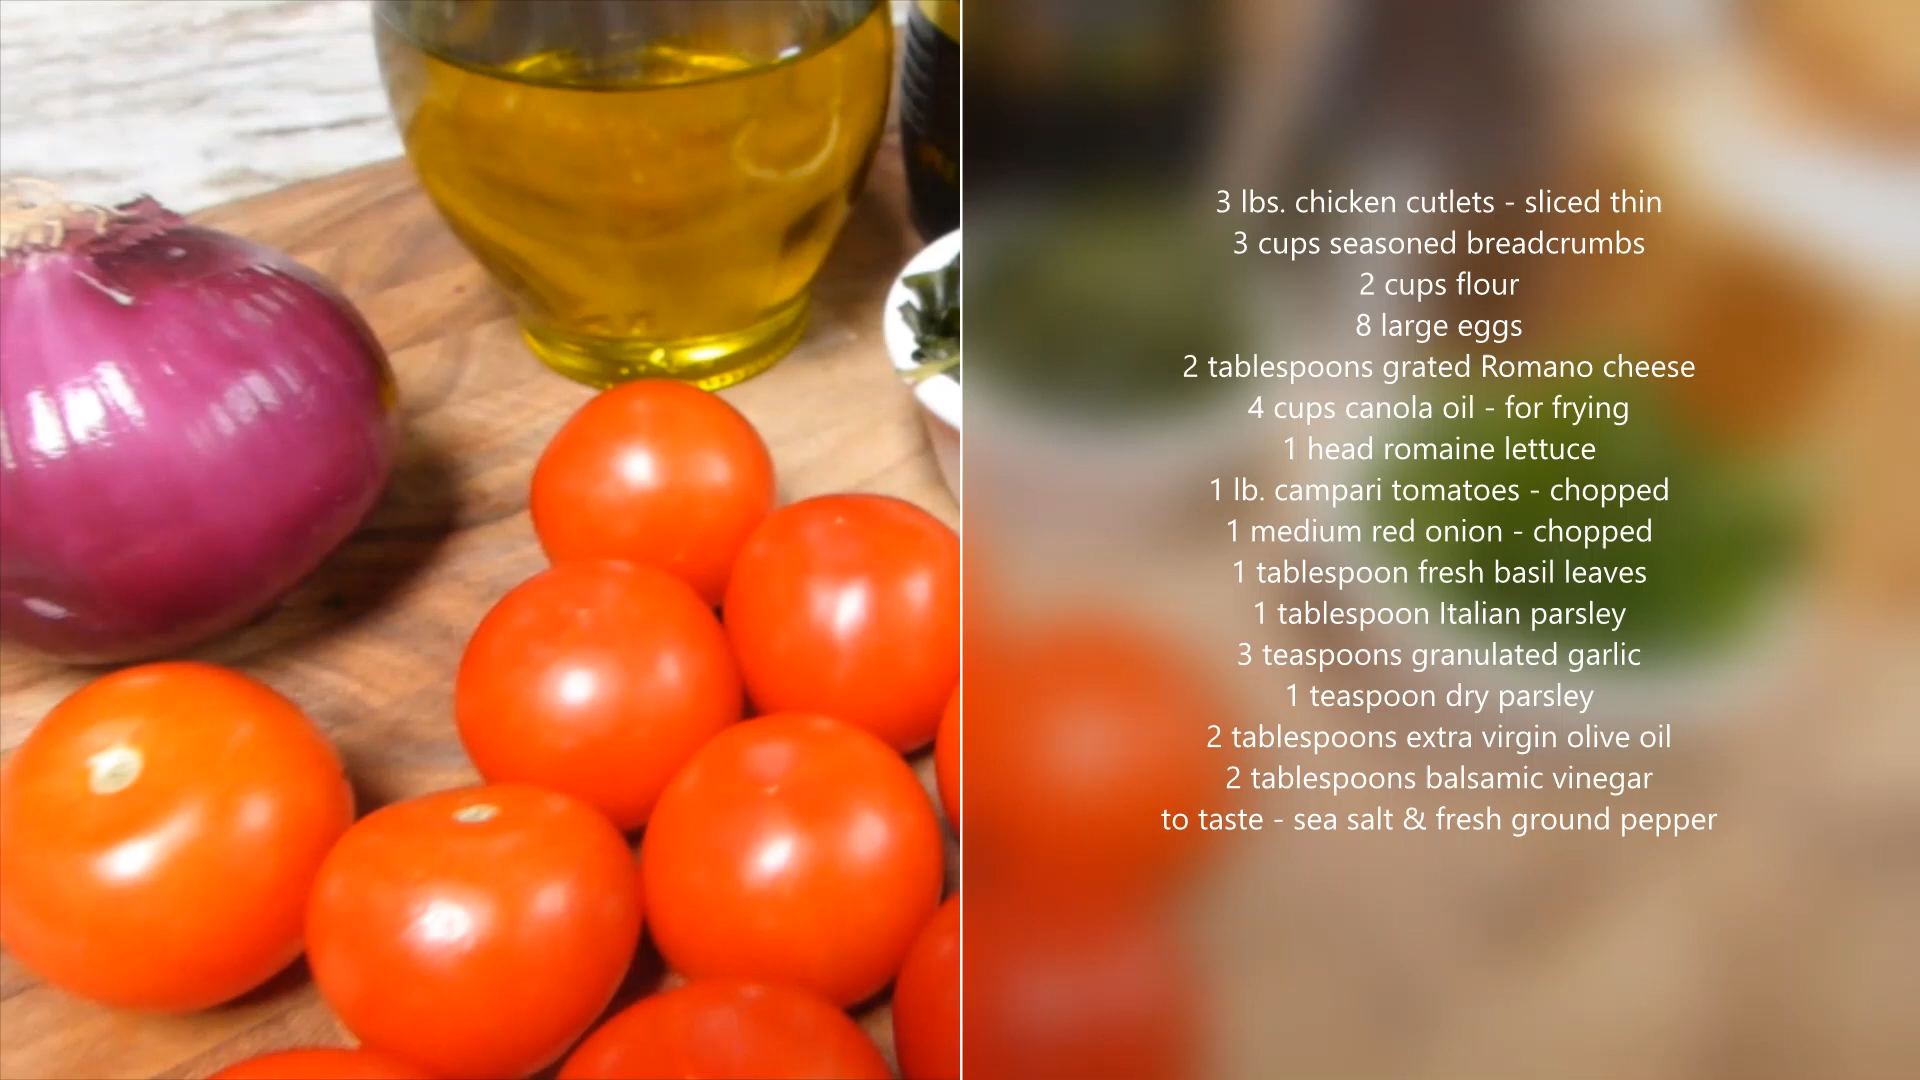 3 lbs. chicken cutlets - sliced thin
3 cups seasoned breadcrumbs
2 cups flour
8 large eggs
2 tablespoons grated Romano cheese
4 cups canola oil - for frying
1 head romaine lettuce
1 lb. campari tomatoes - chopped
1 medium red onion - chopped
1 tablespoon fresh basil leaves
1 tablespoon Italian parsley
3 teaspoons granulated garlic
1 teaspoon dry parsley
2 tablespoons extra virgin olive oil
2 tablespoons balsamic vinegar
to taste - sea salt & fresh ground pepper